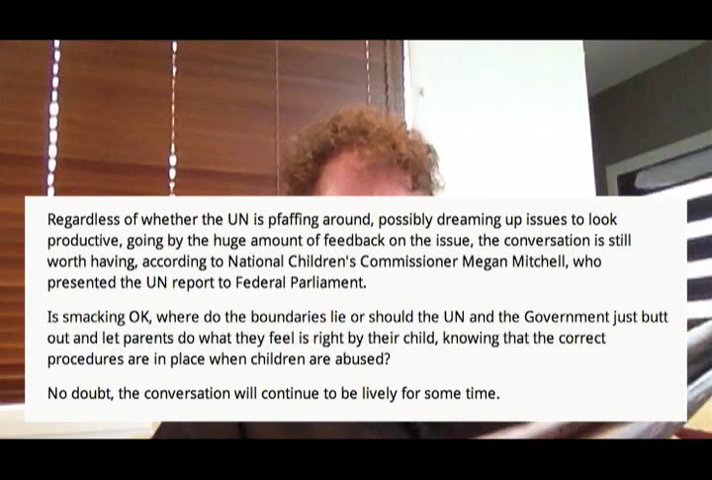 Regardless of whether the UN is pfaffing around, possibly dreaming up issues to look
productive, going by the huge amount of feedback on the issue, the conversation is still
worth having, according to National Children's Commissioner Megan Mitchell, who
presented the UN report to Federal Parliament.
Is smacking OK, where do the boundaries lie or should the UN and the Government just butt
out and let parents do what they feel is right by their child, knowing that the correct
procedures are in place when children are abused?
No doubt, the conversation will continue to be lively for some time.